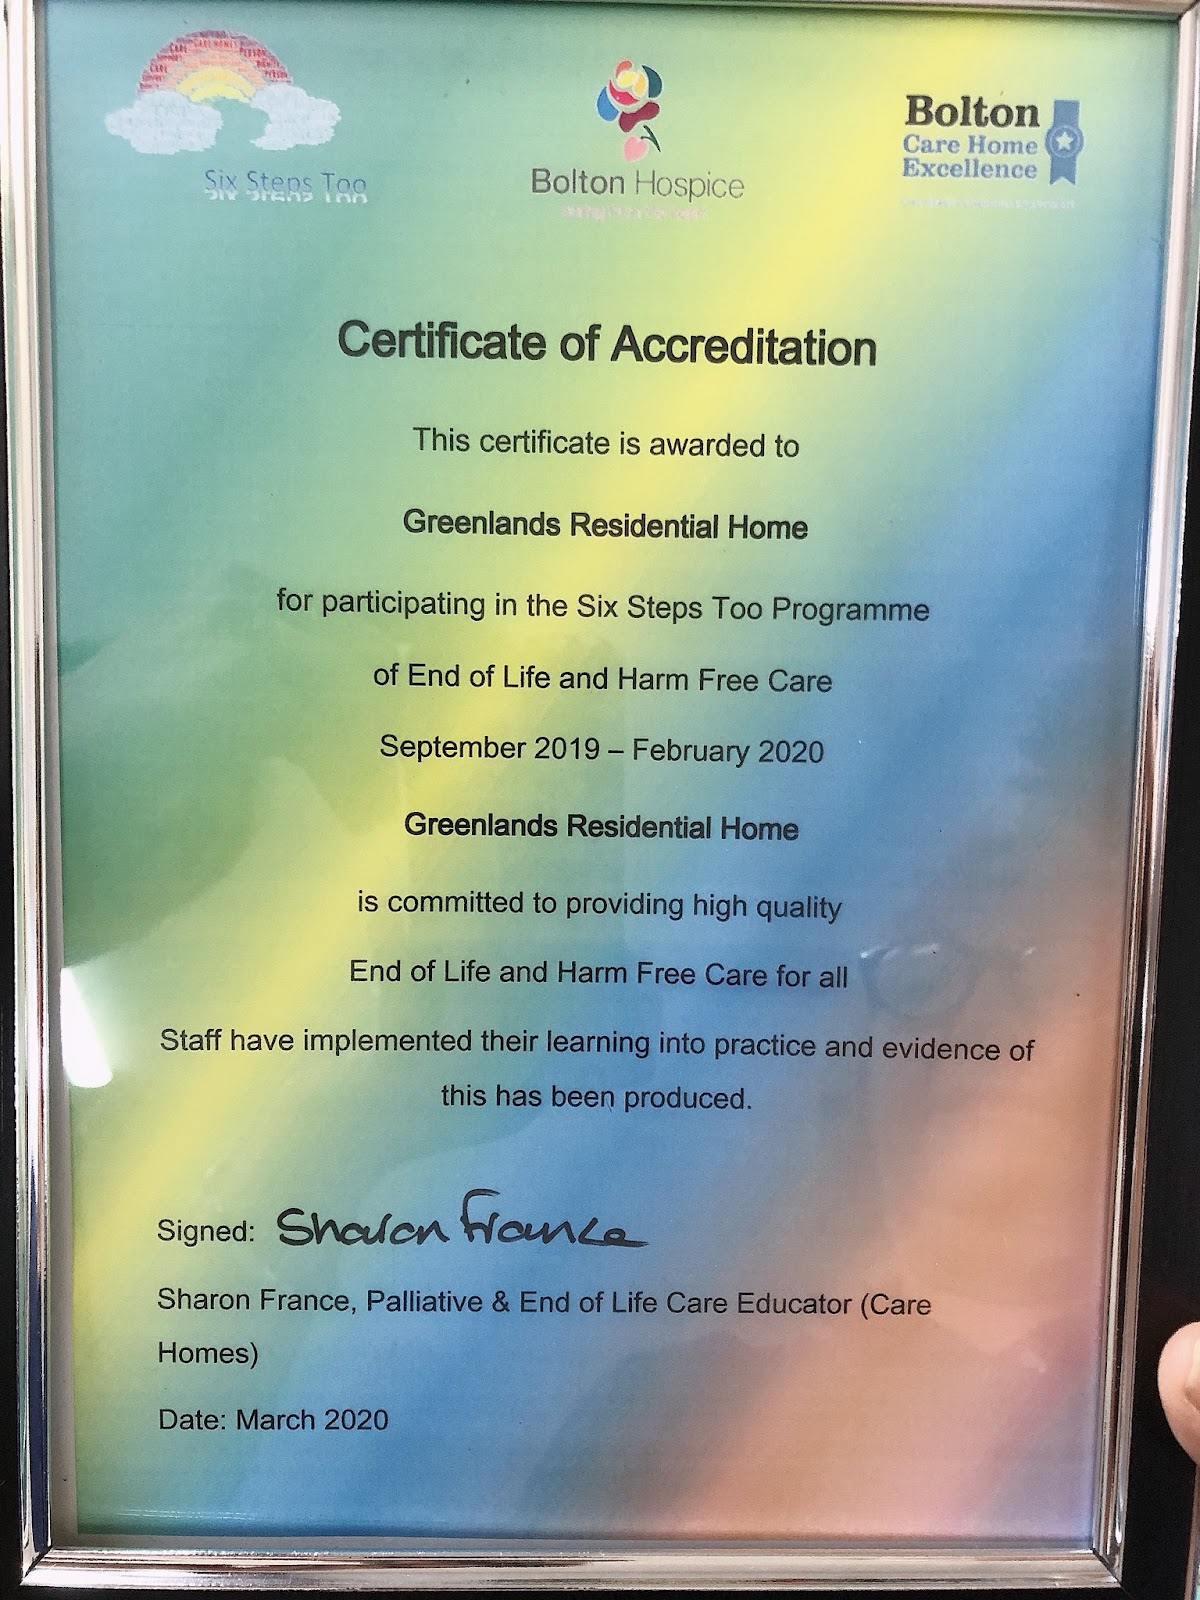 Six Steps Too
Bolton Hospice
Bolton
Care Home
Excellence
Certificate of Accreditation
This certificate is awarded to
Greenlands Residential Home
for participating in the Six Steps Too Programme
of End of Life and Harm Free Care
September 2019 – February 2020
Greenlands Residential Home
is committed to providing high quality
End of Life and Harm Free Care for all
Staff have implemented their learning into practice and evidence of
this has been produced.
Signed: Sharon France
Sharon France, Palliative & End of Life Care Educator (Care
Homes)
Date: March 2020